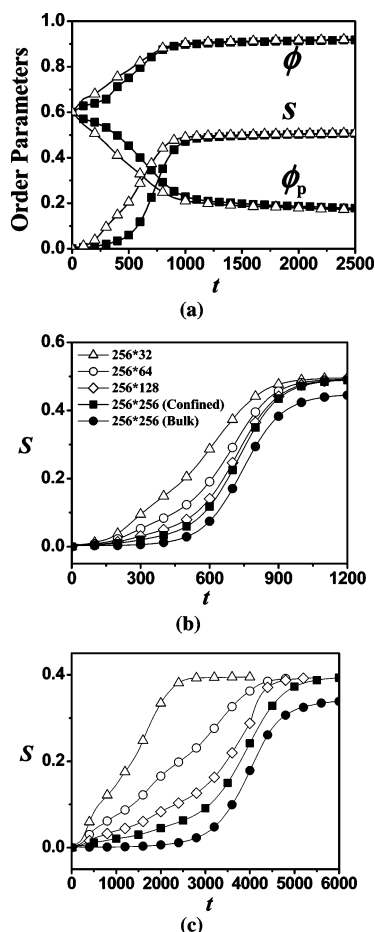 1.0
0.8
0.6
0.4
0.2
0.0
Order Parameters
ϕ
S
ϕp
0 500 1000 1500 2000 2500
t
(a)
0.6
0.4
0.2
0.0
S
256*32
256*64
256*128
256*256 (Confined)
256*256 (Bulk)
0 300 600 900 1200
t
(b)
0.4
0.2
0.0
S
0 1000 2000 3000 4000 5000 6000
t
(c)